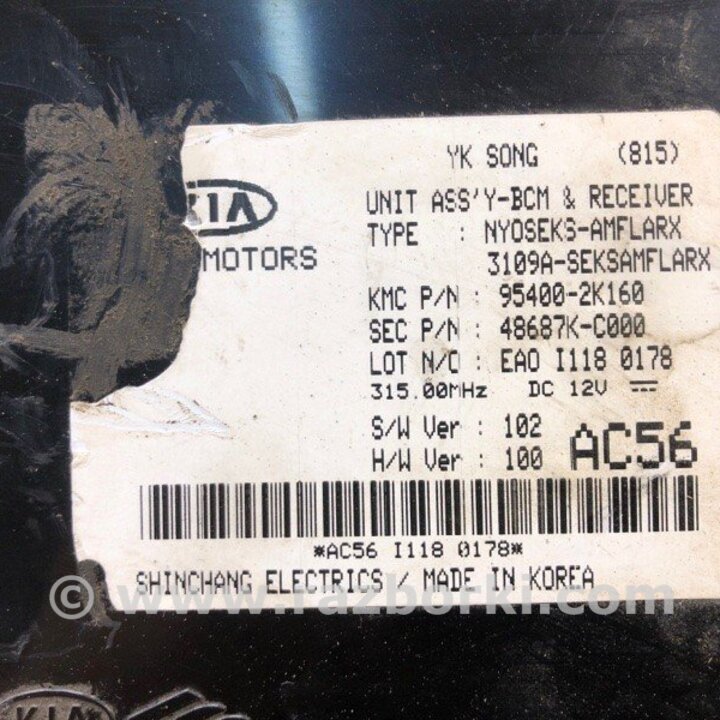 YK SONG (815)
KIA
MOTORS
UNIT ASS'Y-BCM & RECEIVER
TYPE : NYOSEKS-AMFLARX
3109A-SEKSAMFLARX
KMC P/N : 95400-2K160
SEC P/N : 48687K-C000
LOT N/O : EAO I118 0178
315.00MHz DC 12V
S/W Ver : 102
H/W Ver : 100
AC56
*AC56 I118 0178*
SHINCHANG ELECTRICS / MADE IN KOREA
© www.razborki.com
KIA